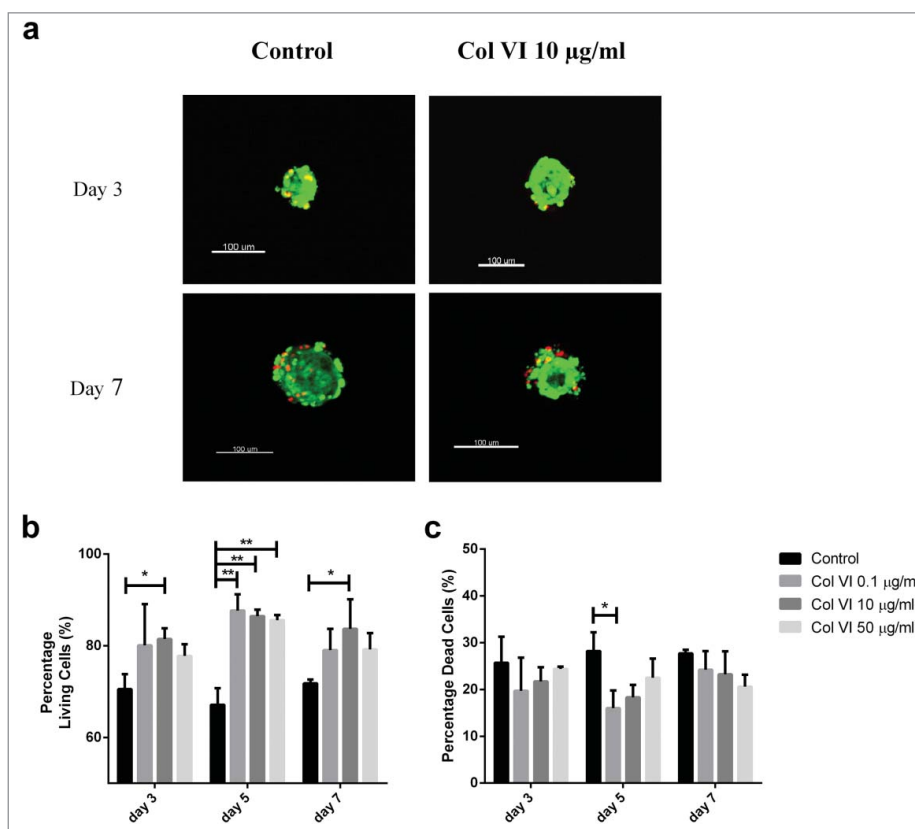 a
Control Col VI 10 µg/ml
Day 3
100 um 100 um
Day 7
100 um 100 um
b
Percentage
Living Cells (%)
100
80
60
* ** ** ** *
day 3 day 5 day 7
c
Percentage Dead Cells (%)
50
40
30
20
10
0
*
day 3 day 5 day 7
Control
Col VI 0.1 µg/m
Col VI 10 µg/ml
Col VI 50 µg/ml